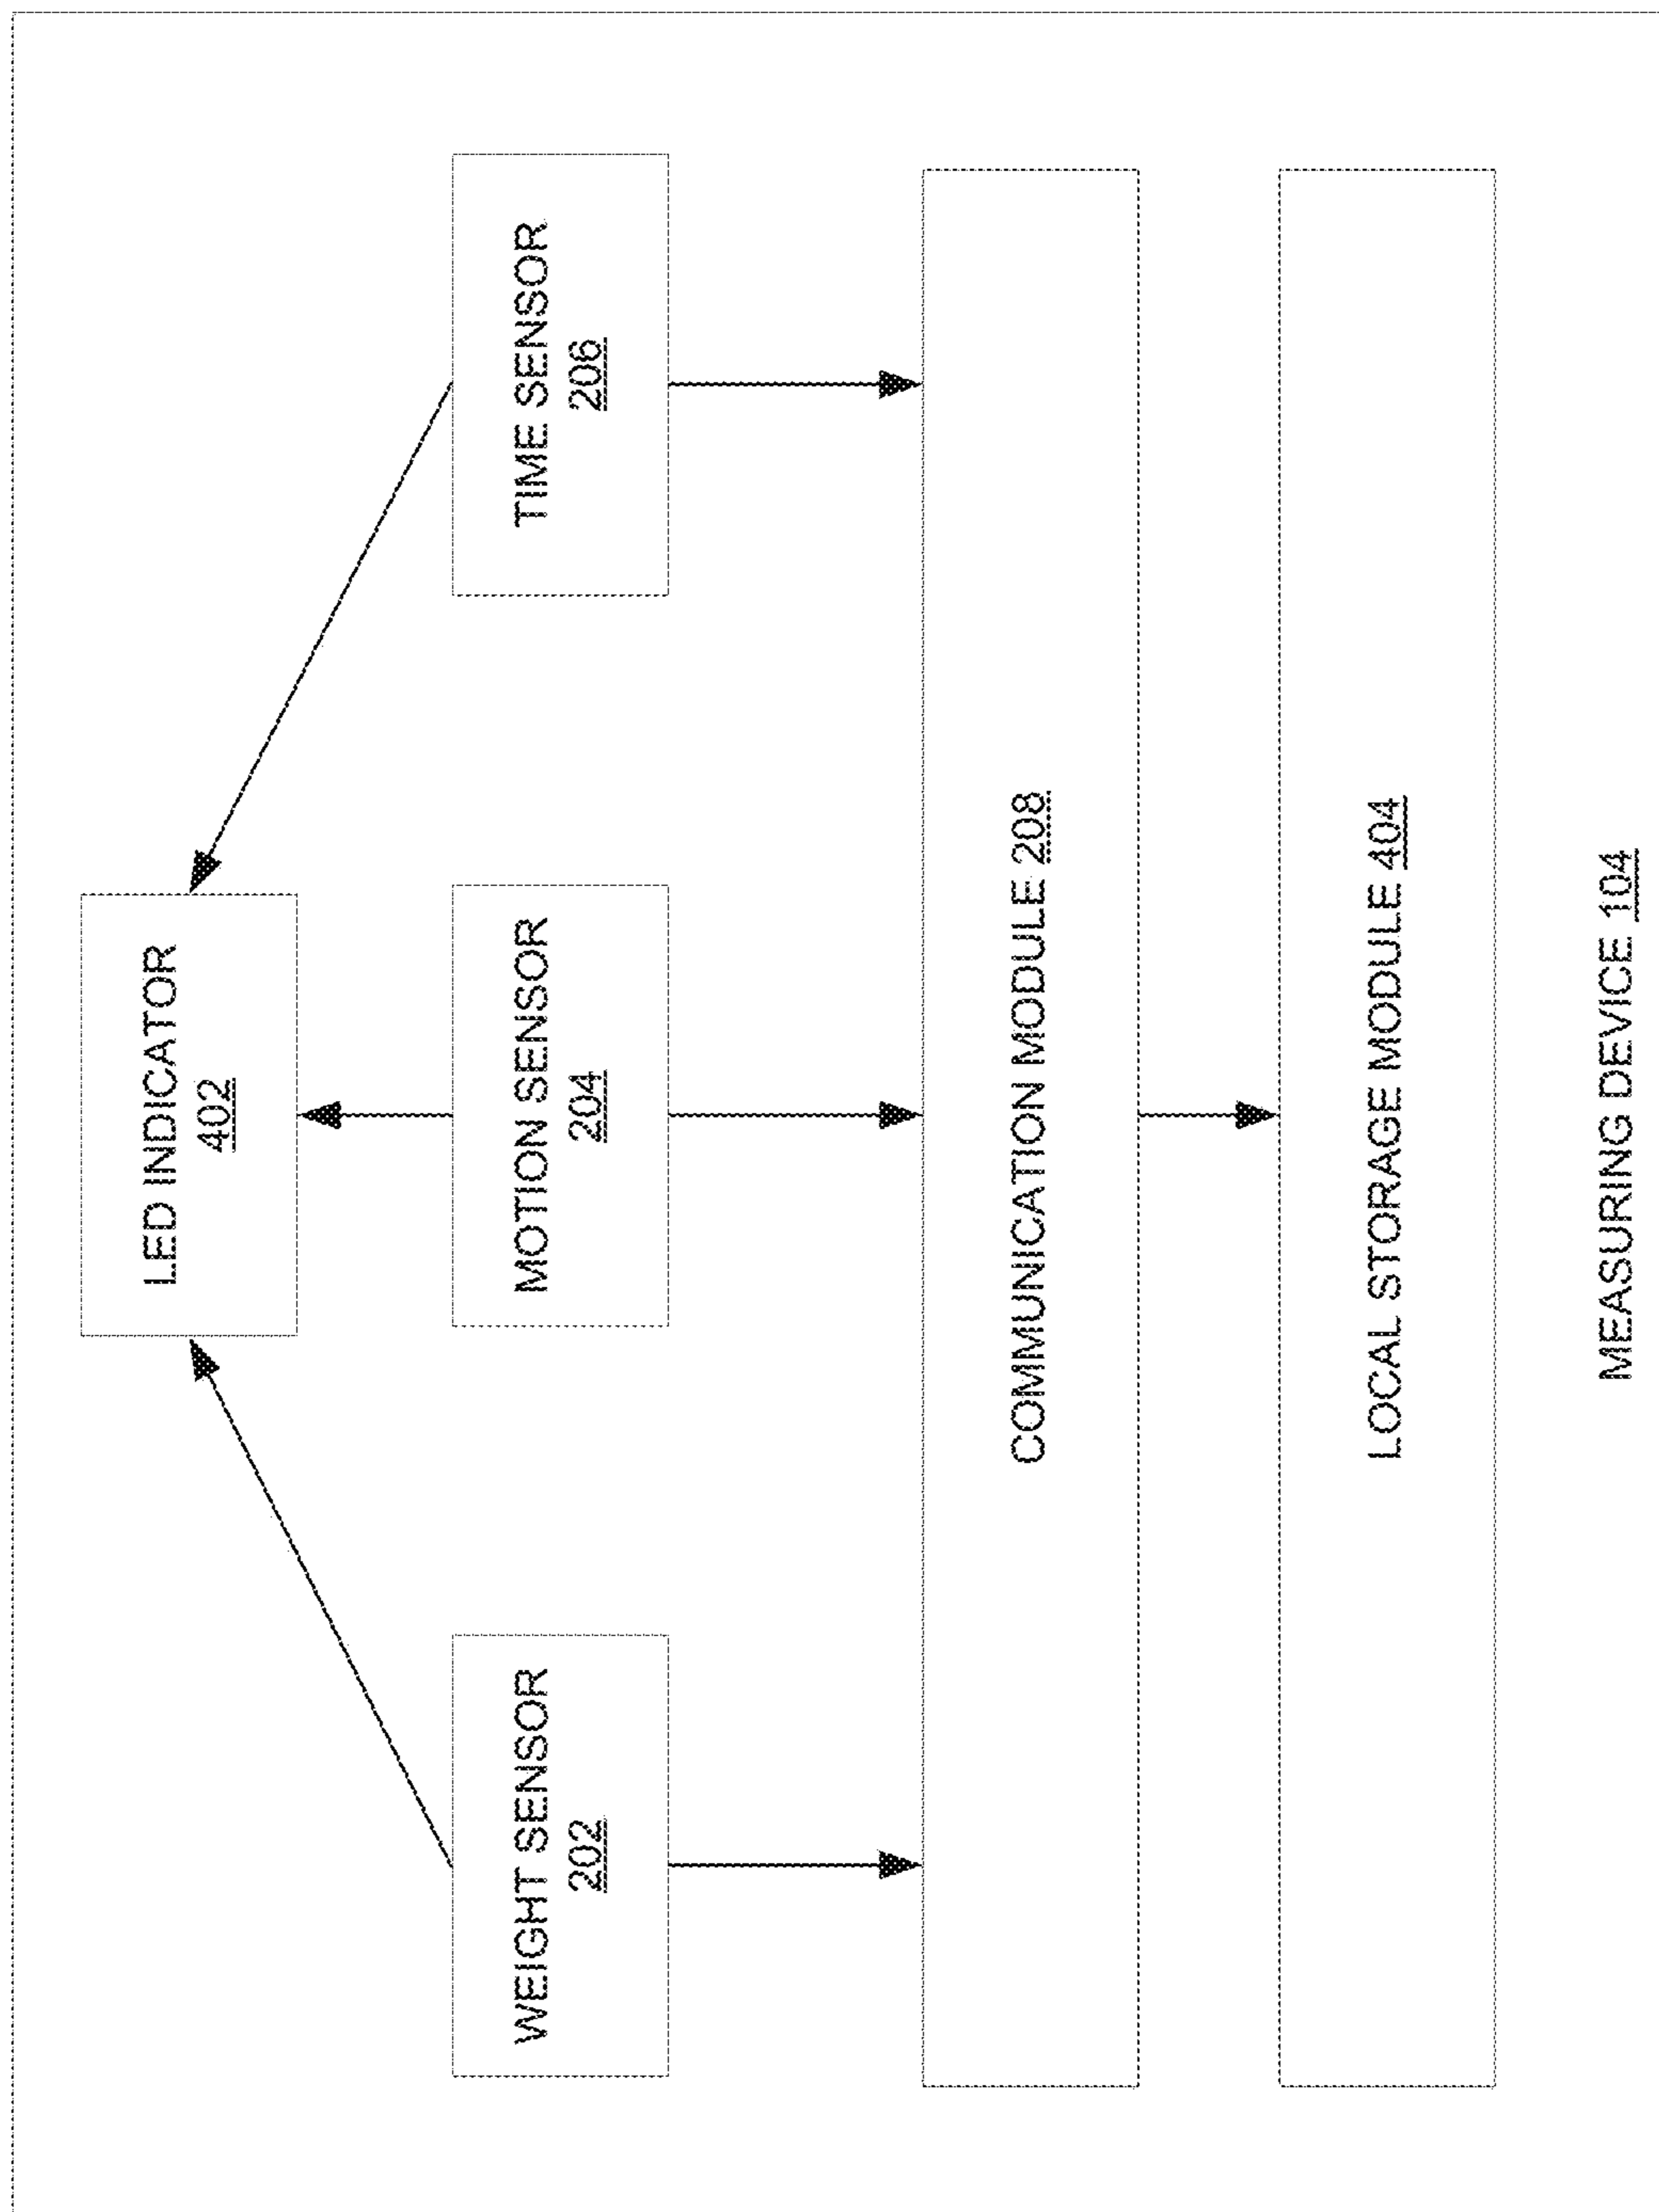 LED INDICATOR
402
WEIGHT SENSOR
202
MOTION SENSOR
204
TIME SENSOR
206
COMMUNICATION MODULE 208
LOCAL STORAGE MODULE 404
MEASURING DEVICE 104